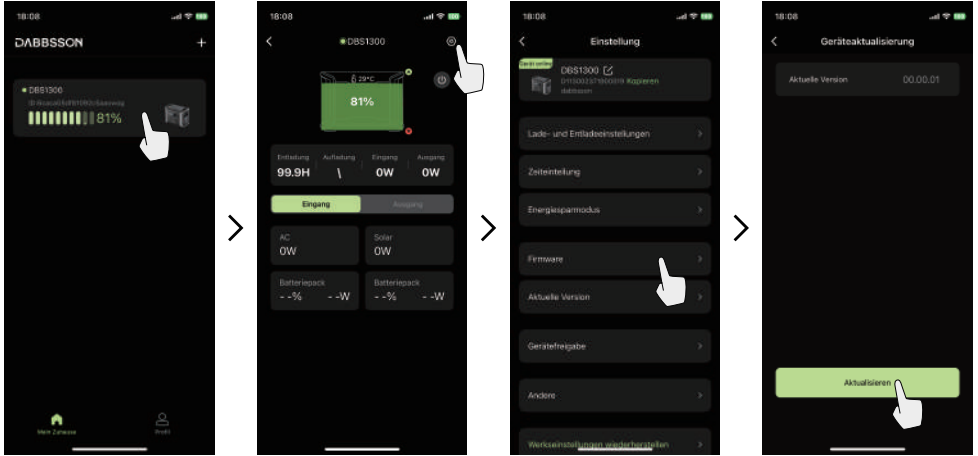 18:08
DABBSSON
+
DBS1300
81%
Mein Zuhause
Profil
18:08
DBS1300
29°C
81%
Entladung Aufladung Eingang Ausgang
99.9H \ 0W 0W
Eingang Ausgang
AC Solar
0W 0W
Batteriepack Batteriepack
--% --W --% --W
18:08
Einstellung
Gerät online
DBS1300
Kopieren
dabbsson
Lade- und Entladeeinstellungen
Zeiteinteilung
Energiesparmodus
Firmware
Aktuelle Version
Gerätefreigabe
Andere
Werkseinstellungen wiederherstellen
18:08
Geräteaktualisierung
Aktuelle Version 00.00.01
Aktualisieren